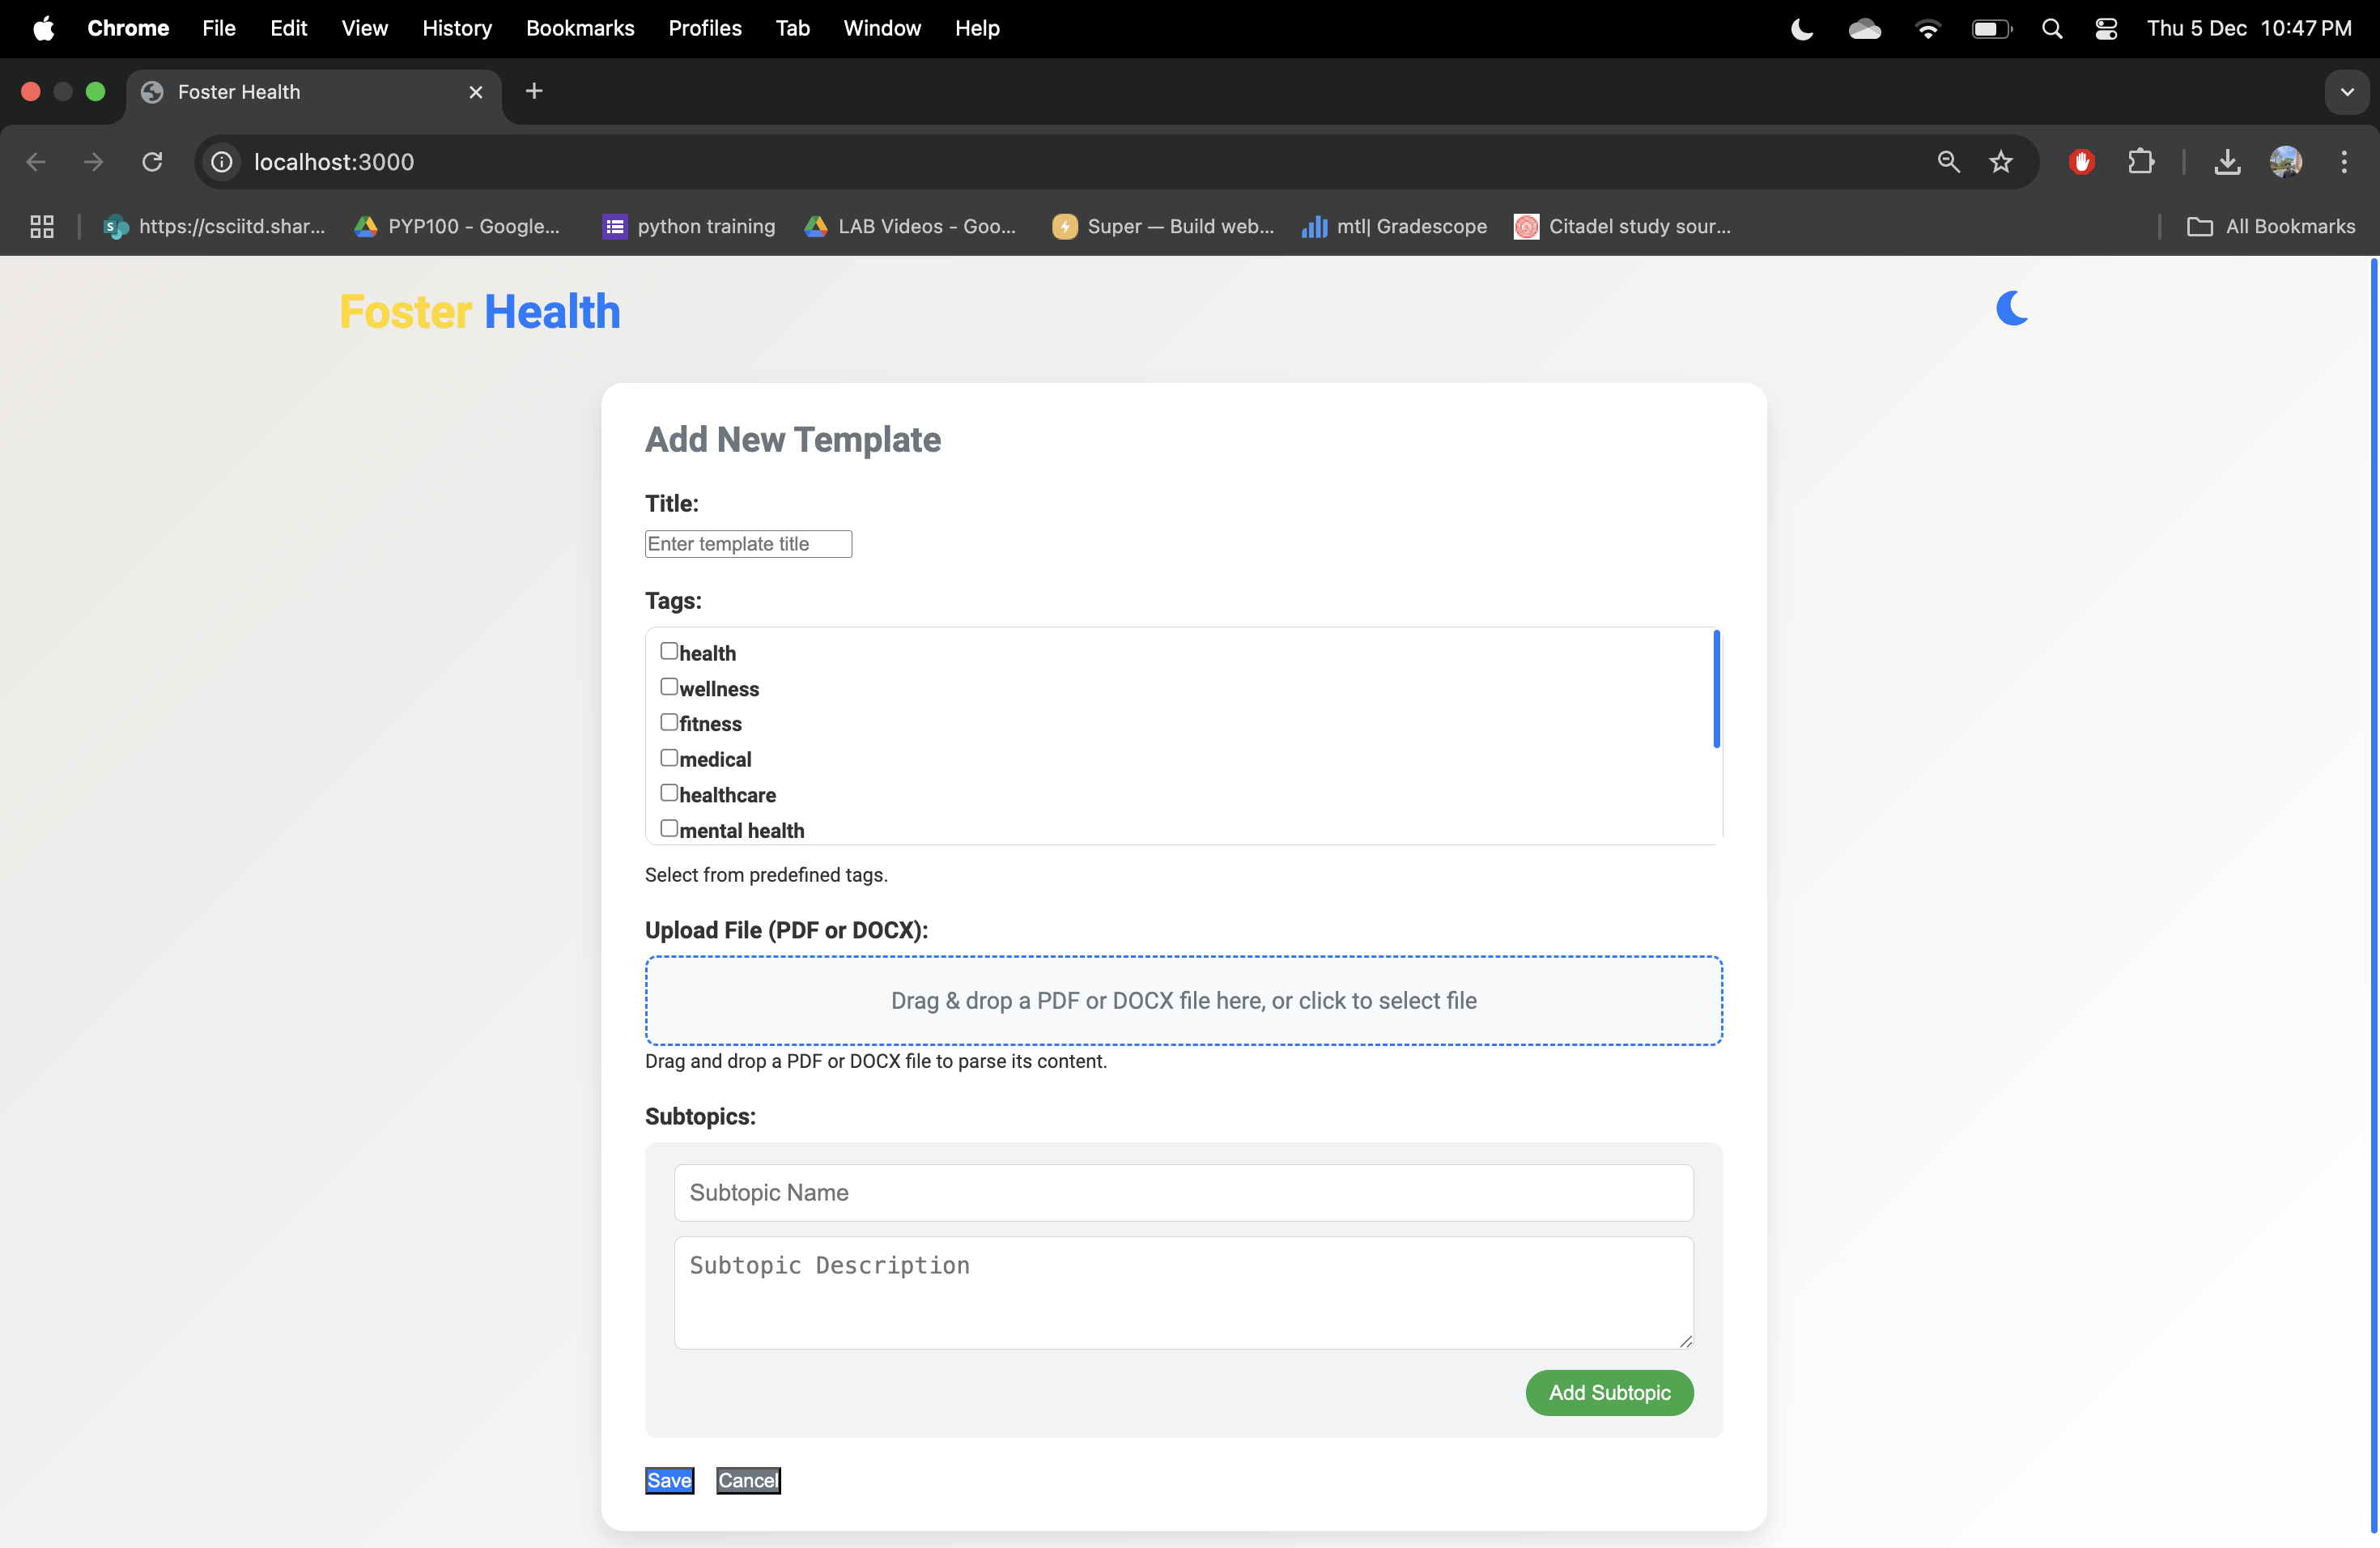 Chrome File Edit View History Bookmarks Profiles Tab Window Help Thu 5 Dec 10:47 PM
Foster Health
localhost:3000
https://csciitd.shar... PYP100 - Google... python training LAB Videos - Goo... Super — Build web... mtl| Gradescope Citadel study sour... All Bookmarks
Foster Health
Add New Template
Title:
Enter template title
Tags:
health
wellness
fitness
medical
healthcare
mental health
Select from predefined tags.
Upload File (PDF or DOCX):
Drag & drop a PDF or DOCX file here, or click to select file
Drag and drop a PDF or DOCX file to parse its content.
Subtopics:
Subtopic Name
Subtopic Description
Add Subtopic
Save Cancel